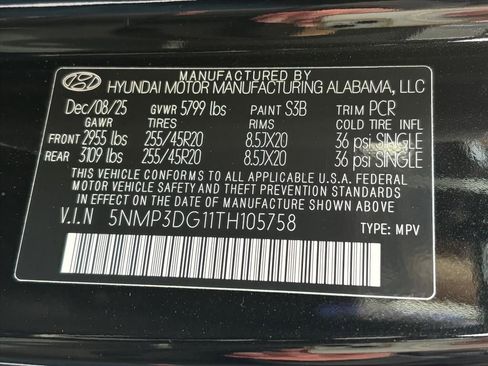 MANUFACTURED BY
HYUNDAI MOTOR MANUFACTURING ALABAMA, LLC
Dec/08/25 GVWR 5799 lbs PAINT S3B TRIM PCR
GAWR TIRES RIMS COLD TIRE INFL
FRONT 2955 lbs 255/45R20 8.5JX20 36 psi SINGLE
REAR 3109 lbs 255/45R20 8.5JX20 36 psi SINGLE
THIS VEHICLE CONFORMS TO ALL APPLICABLE U.S.A FEDERAL
MOTOR VEHICLE SAFETY AND THEFT PREVENTION STANDARDS
IN EFFECT ON THE DATE OF MANUFACTURE SHOWN ABOVE.
V.I.N 5NMP3DG11TH105758
TYPE: MPV